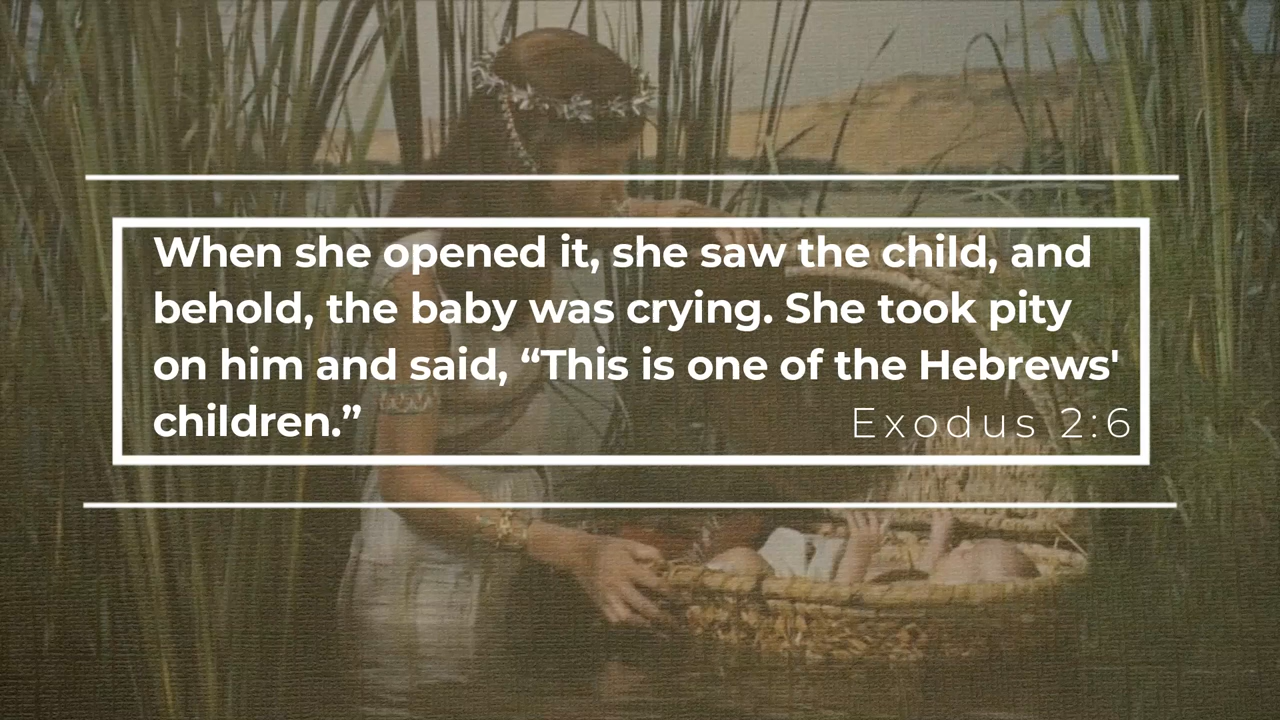 When she opened it, she saw the child, and
behold, the baby was crying. She took pity
on him and said, “This is one of the Hebrews'
children.”
Exodus 2:6